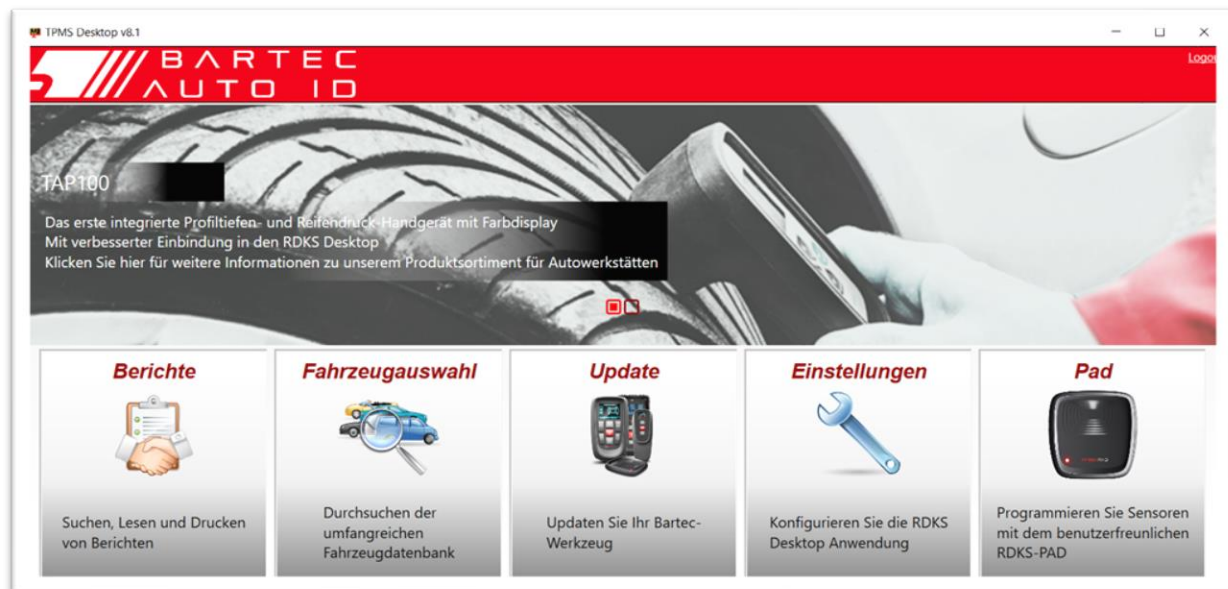 TPMS Desktop v8.1
BARTEC
AUTO ID
Logou
TAP100
Das erste integrierte Profiltiefen- und Reifendruck-Handgerät mit Farbdisplay
Mit verbesserter Einbindung in den RDKS Desktop
Klicken Sie hier für weitere Informationen zu unserem Produktsortiment für Autowerkstätten
Berichte
Suchen, Lesen und Drucken
von Berichten
Fahrzeugauswahl
Durchsuchen der
umfangreichen
Fahrzeugdatenbank
Update
Updaten Sie Ihr Bartec-
Werkzeug
Einstellungen
Konfigurieren Sie die RDKS
Desktop Anwendung
Pad
Programmieren Sie Sensoren
mit dem benutzerfreunlichen
RDKS-PAD